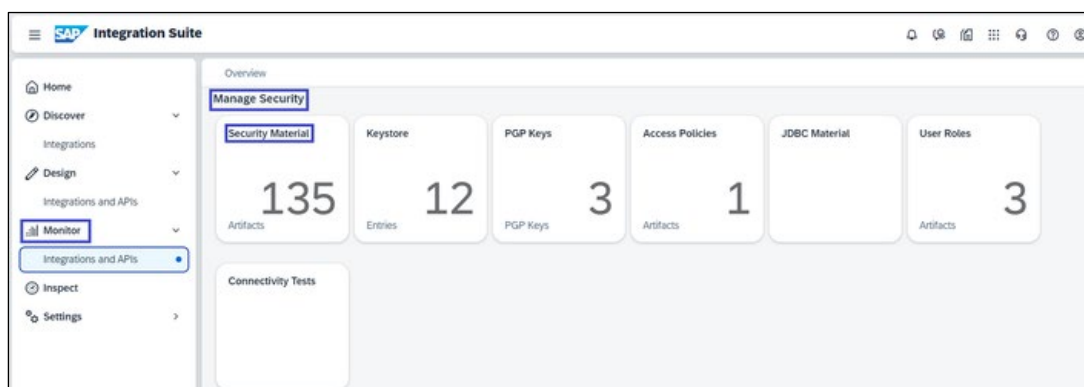 SAP Integration Suite
Home
Discover
Integrations
Design
Integrations and APIs
Monitor
Integrations and APIs
Inspect
Settings
Overview
Manage Security
Security Material
135
Artifacts
Keystore
12
Entries
PGP Keys
3
PGP Keys
Access Policies
1
Artifacts
JDBC Material
User Roles
3
Artifacts
Connectivity Tests